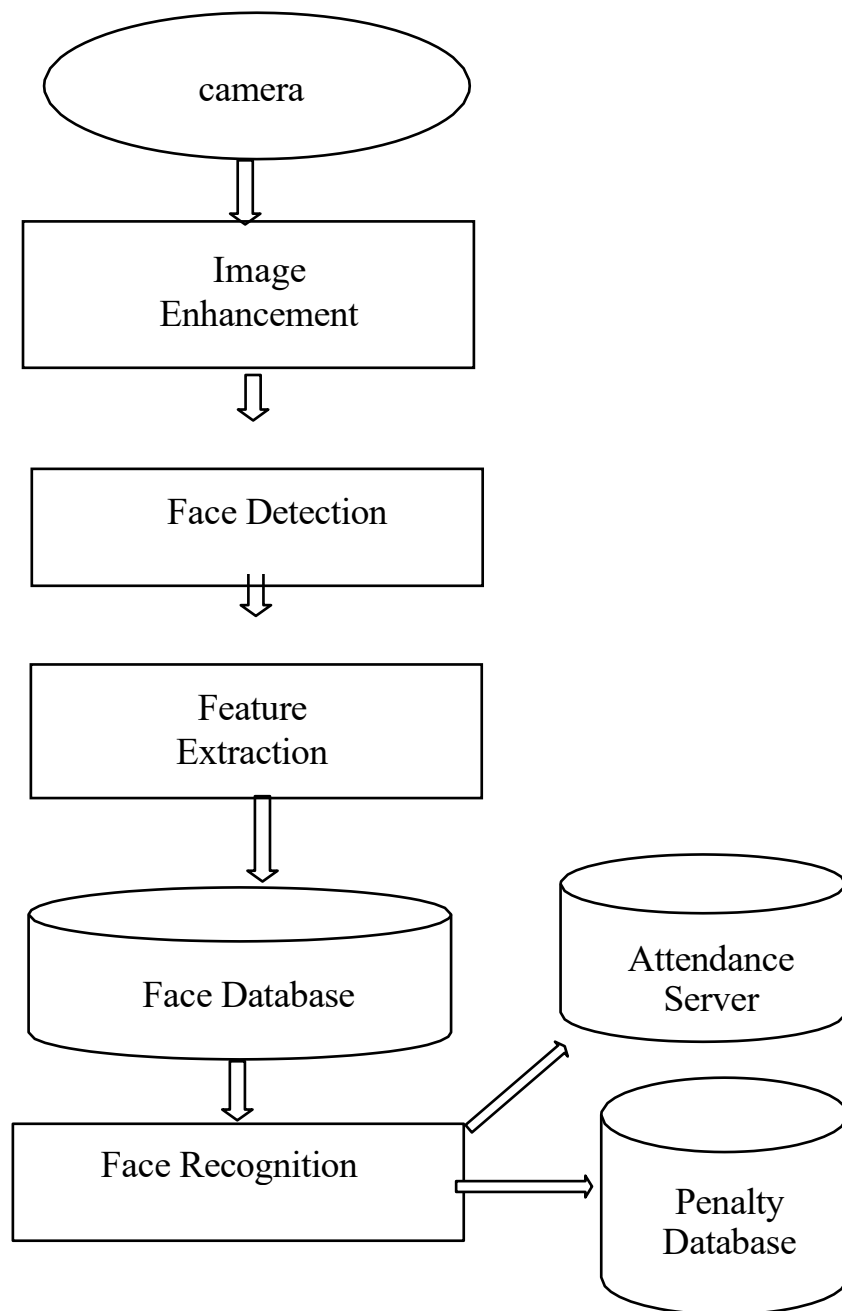 camera
Image
Enhancement
Face Detection
Feature
Extraction
Face Database
Attendance
Server
Face Recognition
Penalty
Database